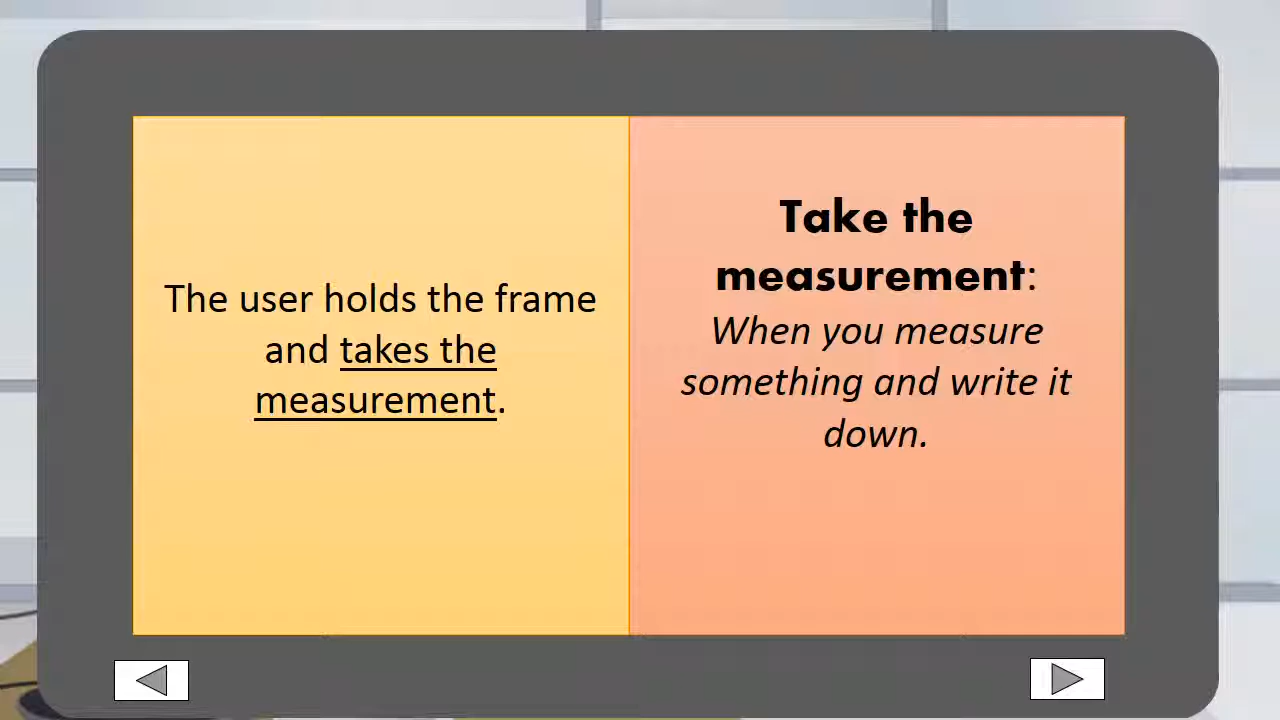 The user holds the frame
and takes the
measurement.
Take the
measurement:
When you measure
something and write it
down.